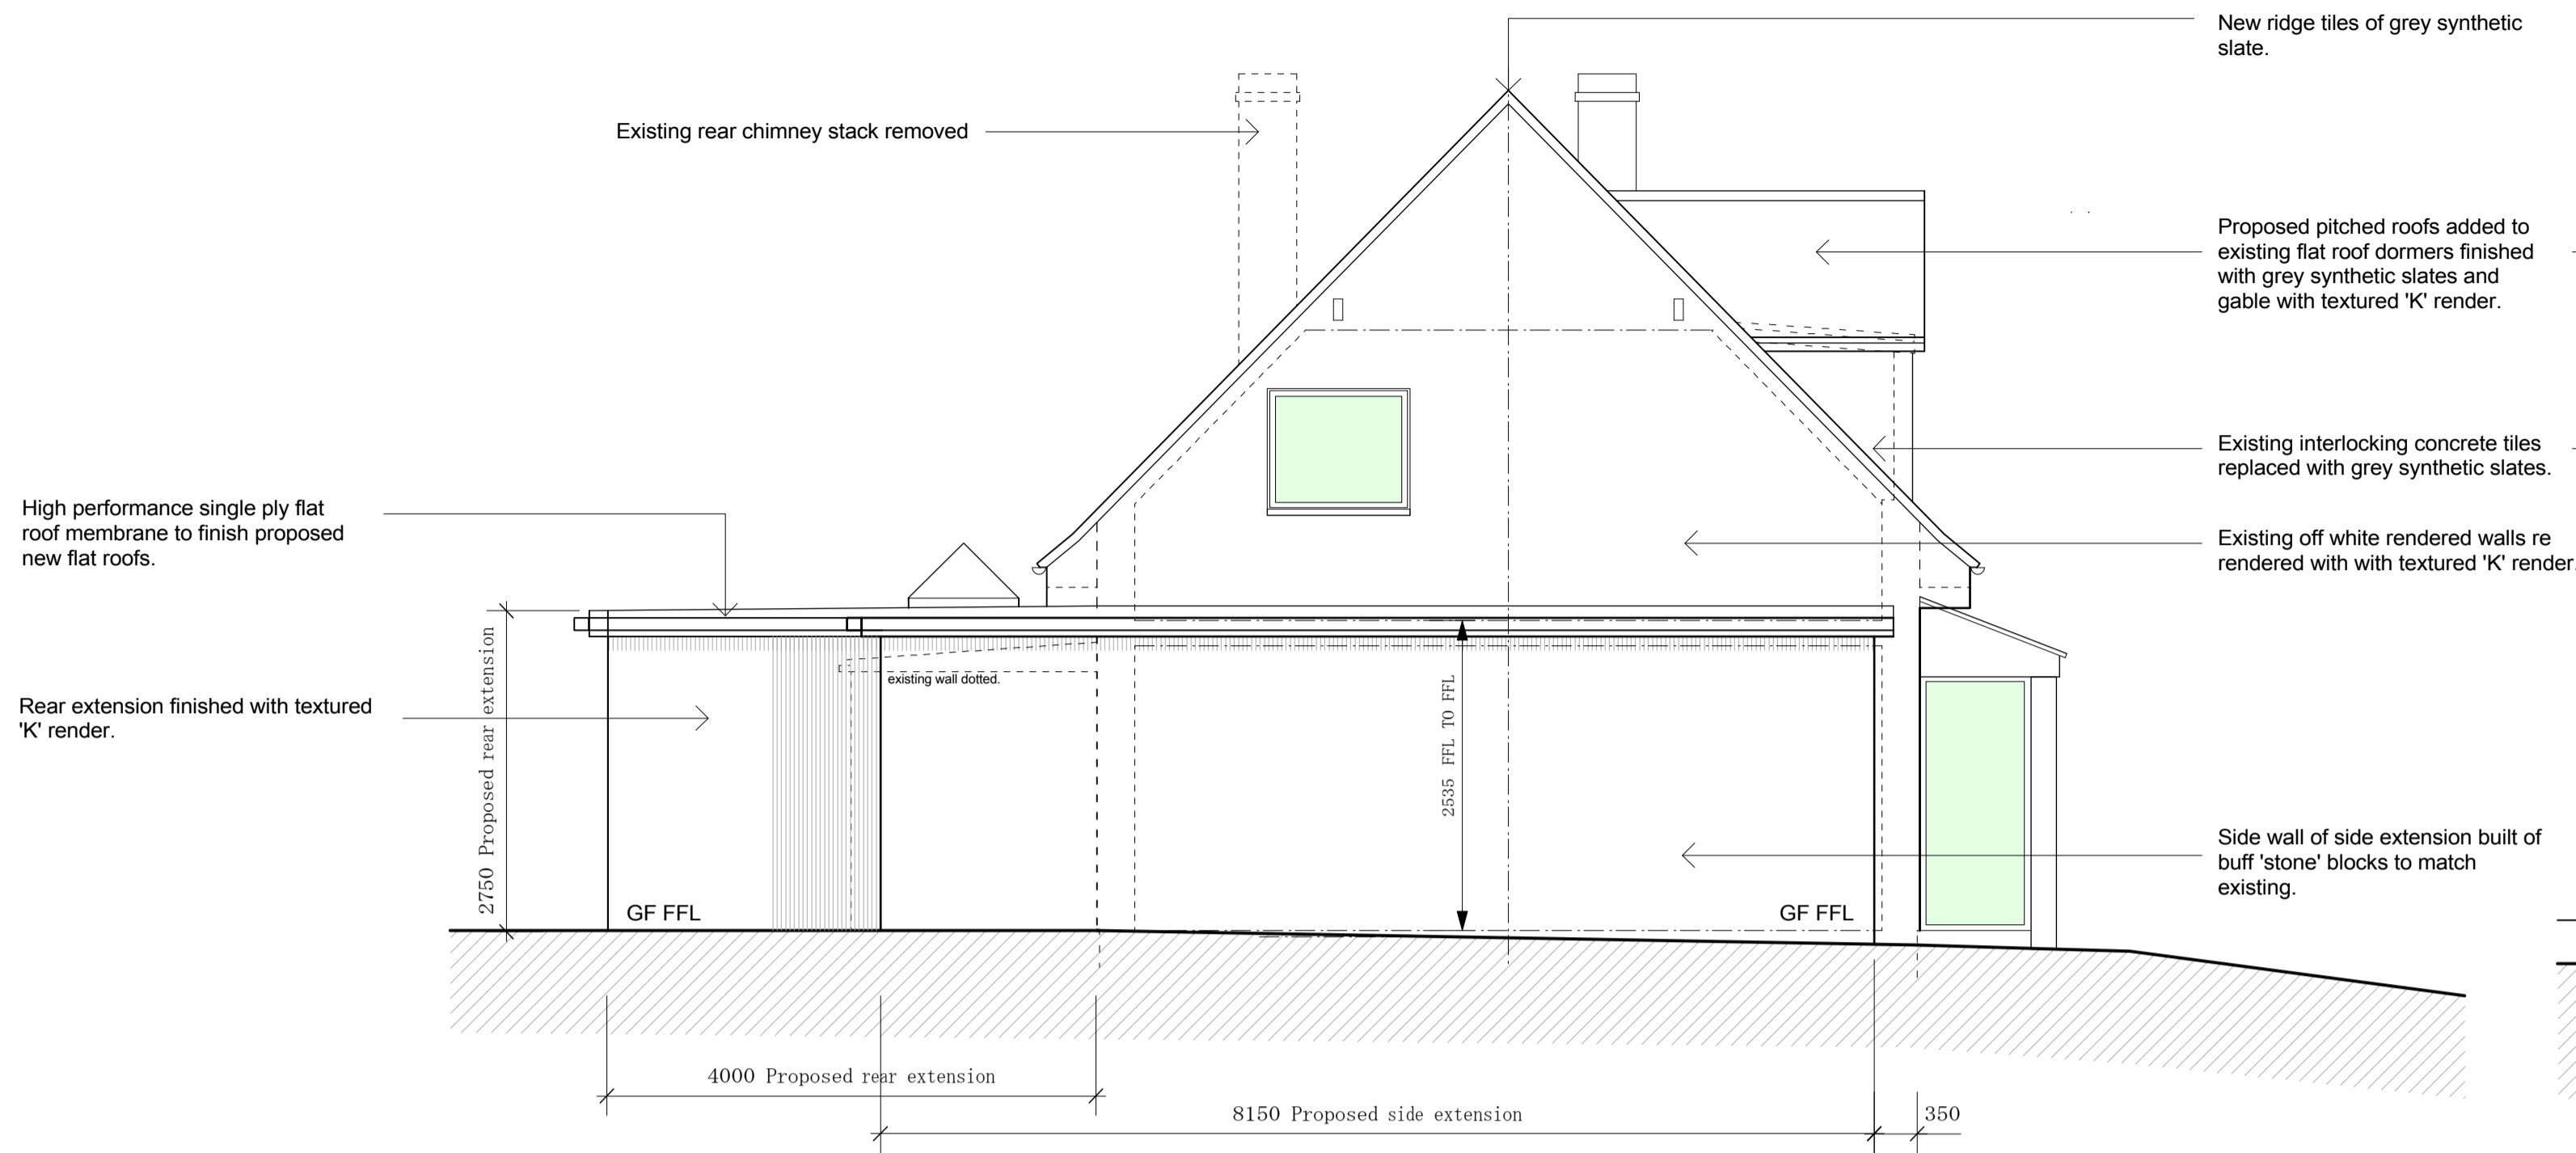 New ridge tiles of grey synthetic
slate.
Existing rear chimney stack removed
Proposed pitched roofs added to
existing flat roof dormers finished
with grey synthetic slates and
gable with textured 'K' render.
Existing interlocking concrete tiles
replaced with grey synthetic slates.
High performance single ply flat
roof membrane to finish proposed
new flat roofs.
Existing off white rendered walls re
rendered with with textured 'K' render.
2750 Proposed rear extension
existing wall dotted.
2535 FFL TO FFL
Rear extension finished with textured
'K' render.
Side wall of side extension built of
buff 'stone' blocks to match
existing.
GF FFL
GF FFL
4000 Proposed rear extension
8150 Proposed side extension
350